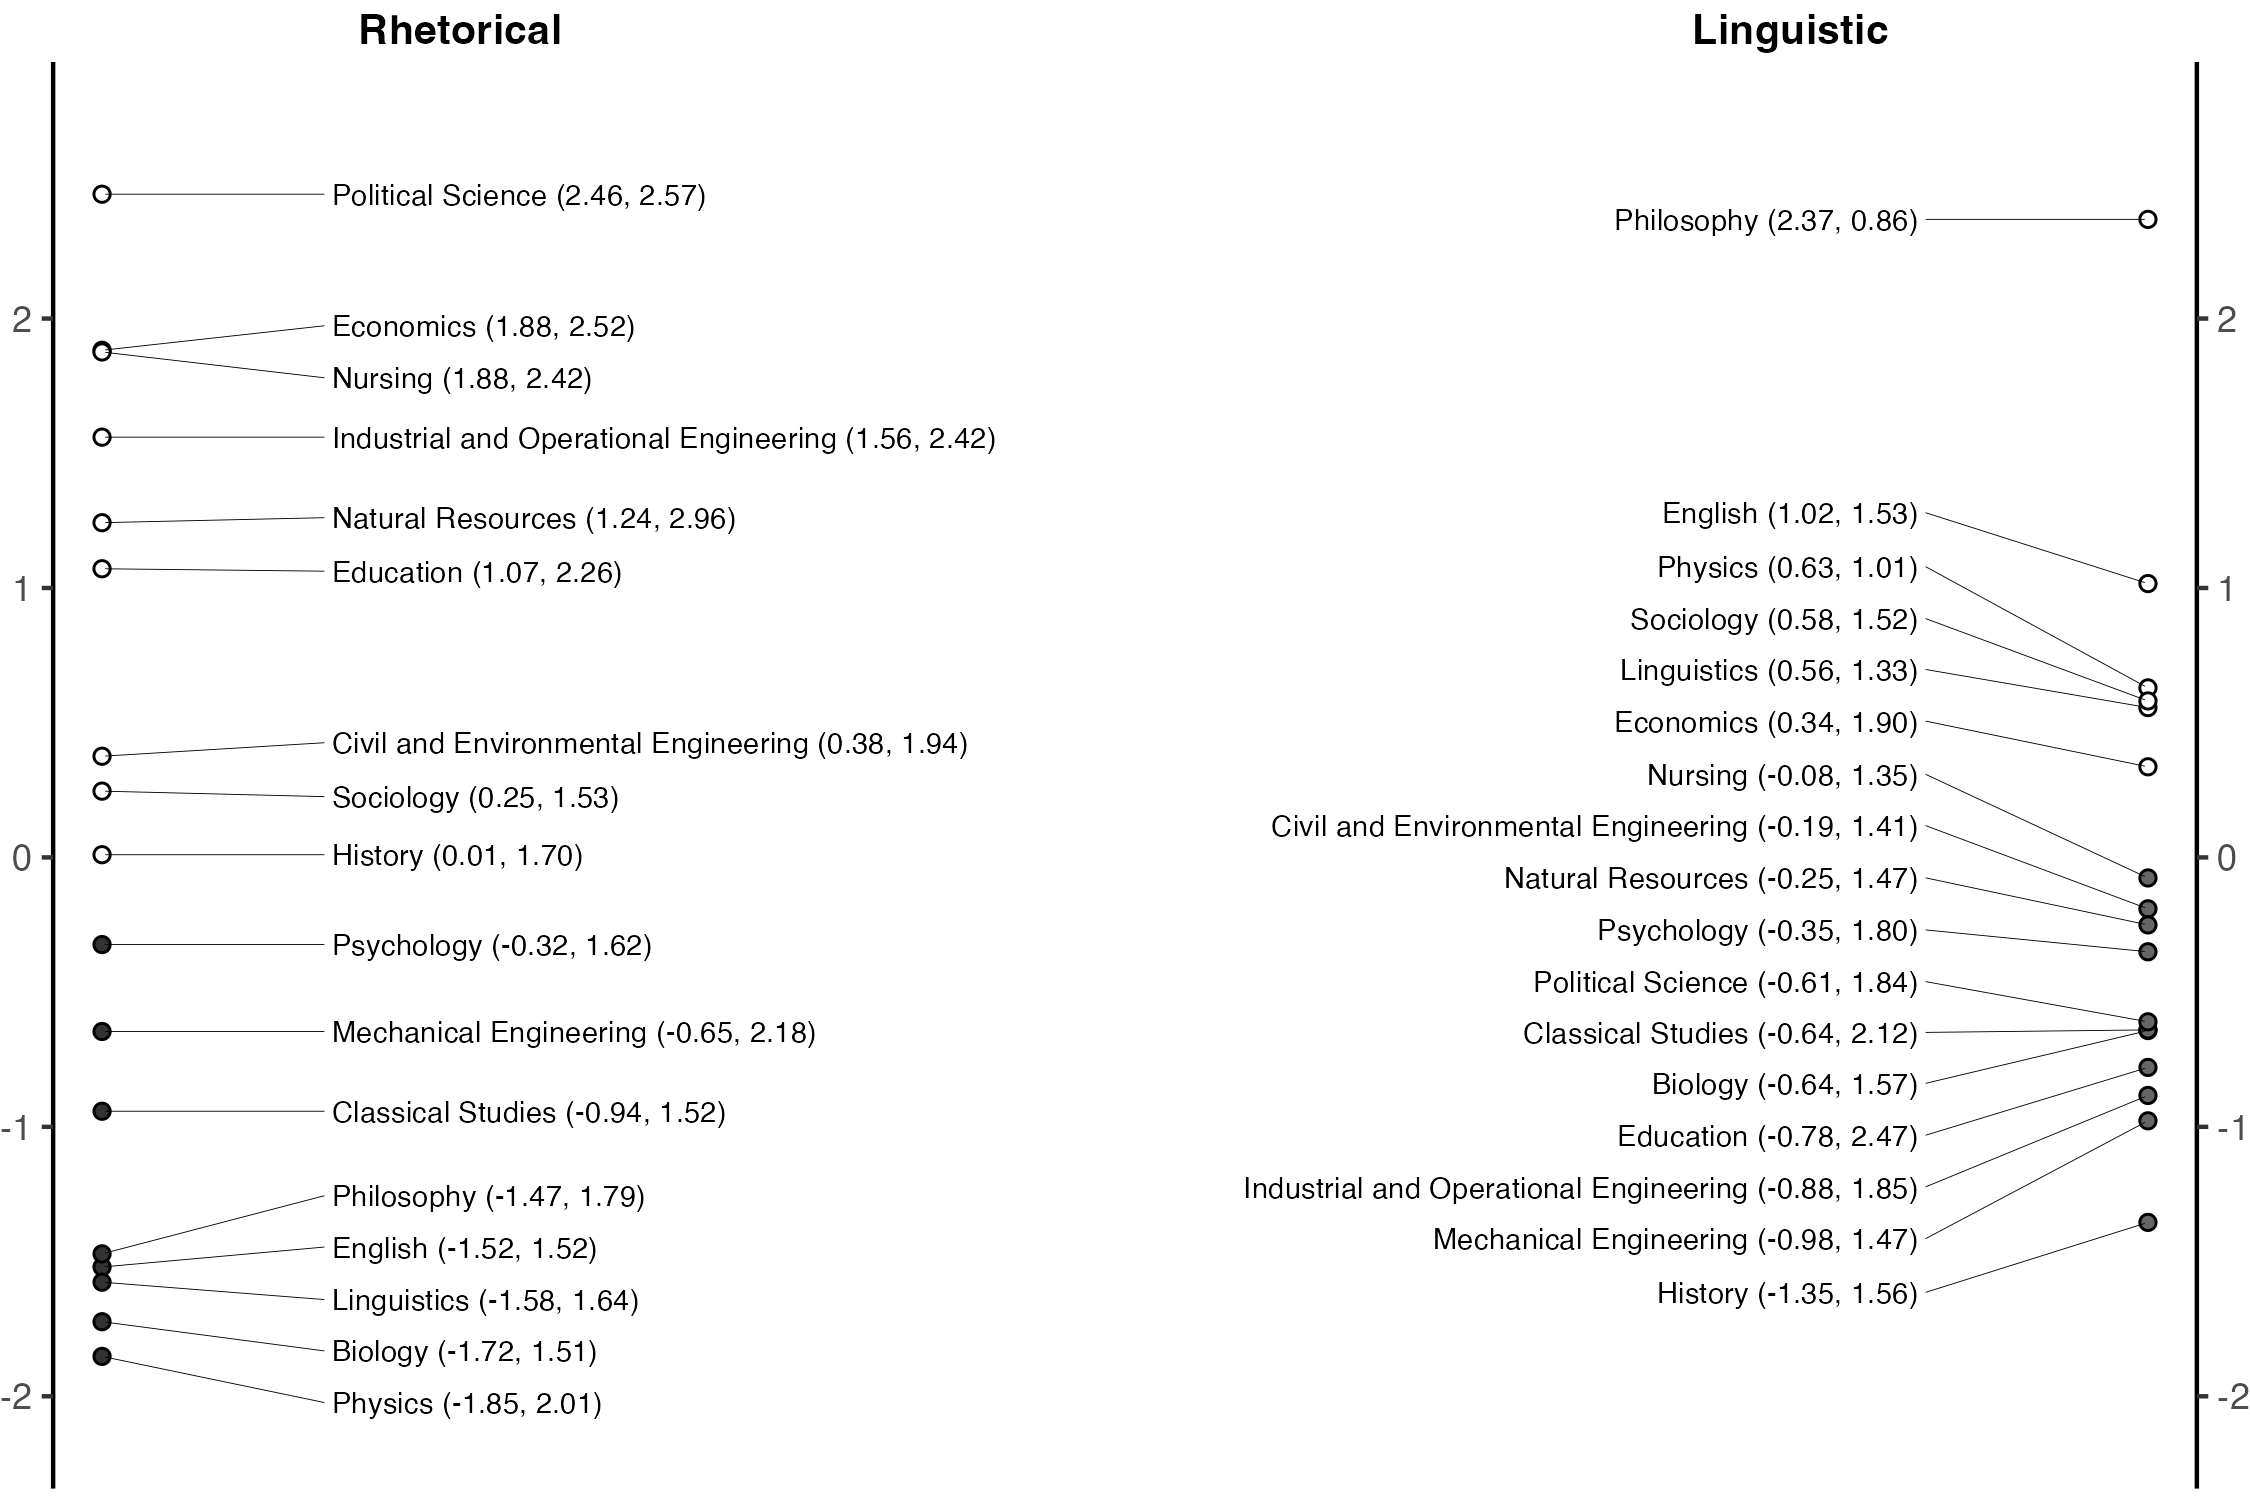 Rhetorical
Political Science (2.46, 2.57)
2
Economics (1.88, 2.52)
Nursing (1.88, 2.42)
Industrial and Operational Engineering (1.56, 2.42)
Natural Resources (1.24, 2.96)
Education (1.07, 2.26)
1
Civil and Environmental Engineering (0.38, 1.94)
Sociology (0.25, 1.53)
History (0.01, 1.70)
0
Psychology (-0.32, 1.62)
Mechanical Engineering (-0.65, 2.18)
Classical Studies (-0.94, 1.52)
-1
Philosophy (-1.47, 1.79)
English (-1.52, 1.52)
Linguistics (-1.58, 1.64)
Biology (-1.72, 1.51)
Physics (-1.85, 2.01)
-2
Linguistic
Philosophy (2.37, 0.86)
2
English (1.02, 1.53)
Physics (0.63, 1.01)
1
Sociology (0.58, 1.52)
Linguistics (0.56, 1.33)
Economics (0.34, 1.90)
Nursing (-0.08, 1.35)
Civil and Environmental Engineering (-0.19, 1.41)
0
Natural Resources (-0.25, 1.47)
Psychology (-0.35, 1.80)
Political Science (-0.61, 1.84)
Classical Studies (-0.64, 2.12)
Biology (-0.64, 1.57)
-1
Education (-0.78, 2.47)
Industrial and Operational Engineering (-0.88, 1.85)
Mechanical Engineering (-0.98, 1.47)
History (-1.35, 1.56)
-2